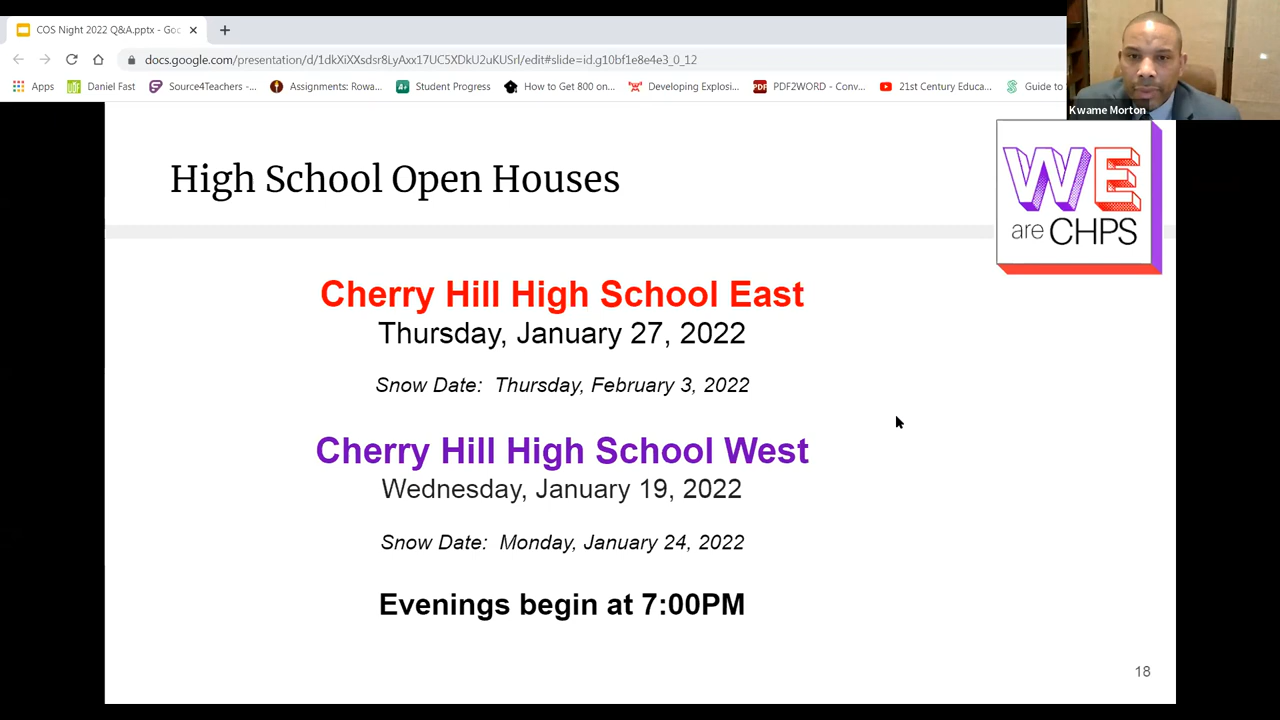 COS Night 2022 Q&A.pptx - Goo
docs.google.com/presentation/d/1dkXiXXsdsr8LyAxx17UC5XDHJ2uKUSrl/edit#slide=id.g10bf1e8e4e3_0_12
Apps Daniel Fast Source4Teachers -... Assignments: Rowa... Student Progress How to Get 800 on... Developing Explosi... PDF2WORD - Conv... 21st Century Educa... Guide to
Kwame Morton
High School Open Houses
WE
are CHPS
Cherry Hill High School East
Thursday, January 27, 2022
Snow Date: Thursday, February 3, 2022
Cherry Hill High School West
Wednesday, January 19, 2022
Snow Date: Monday, January 24, 2022
Evenings begin at 7:00PM
18